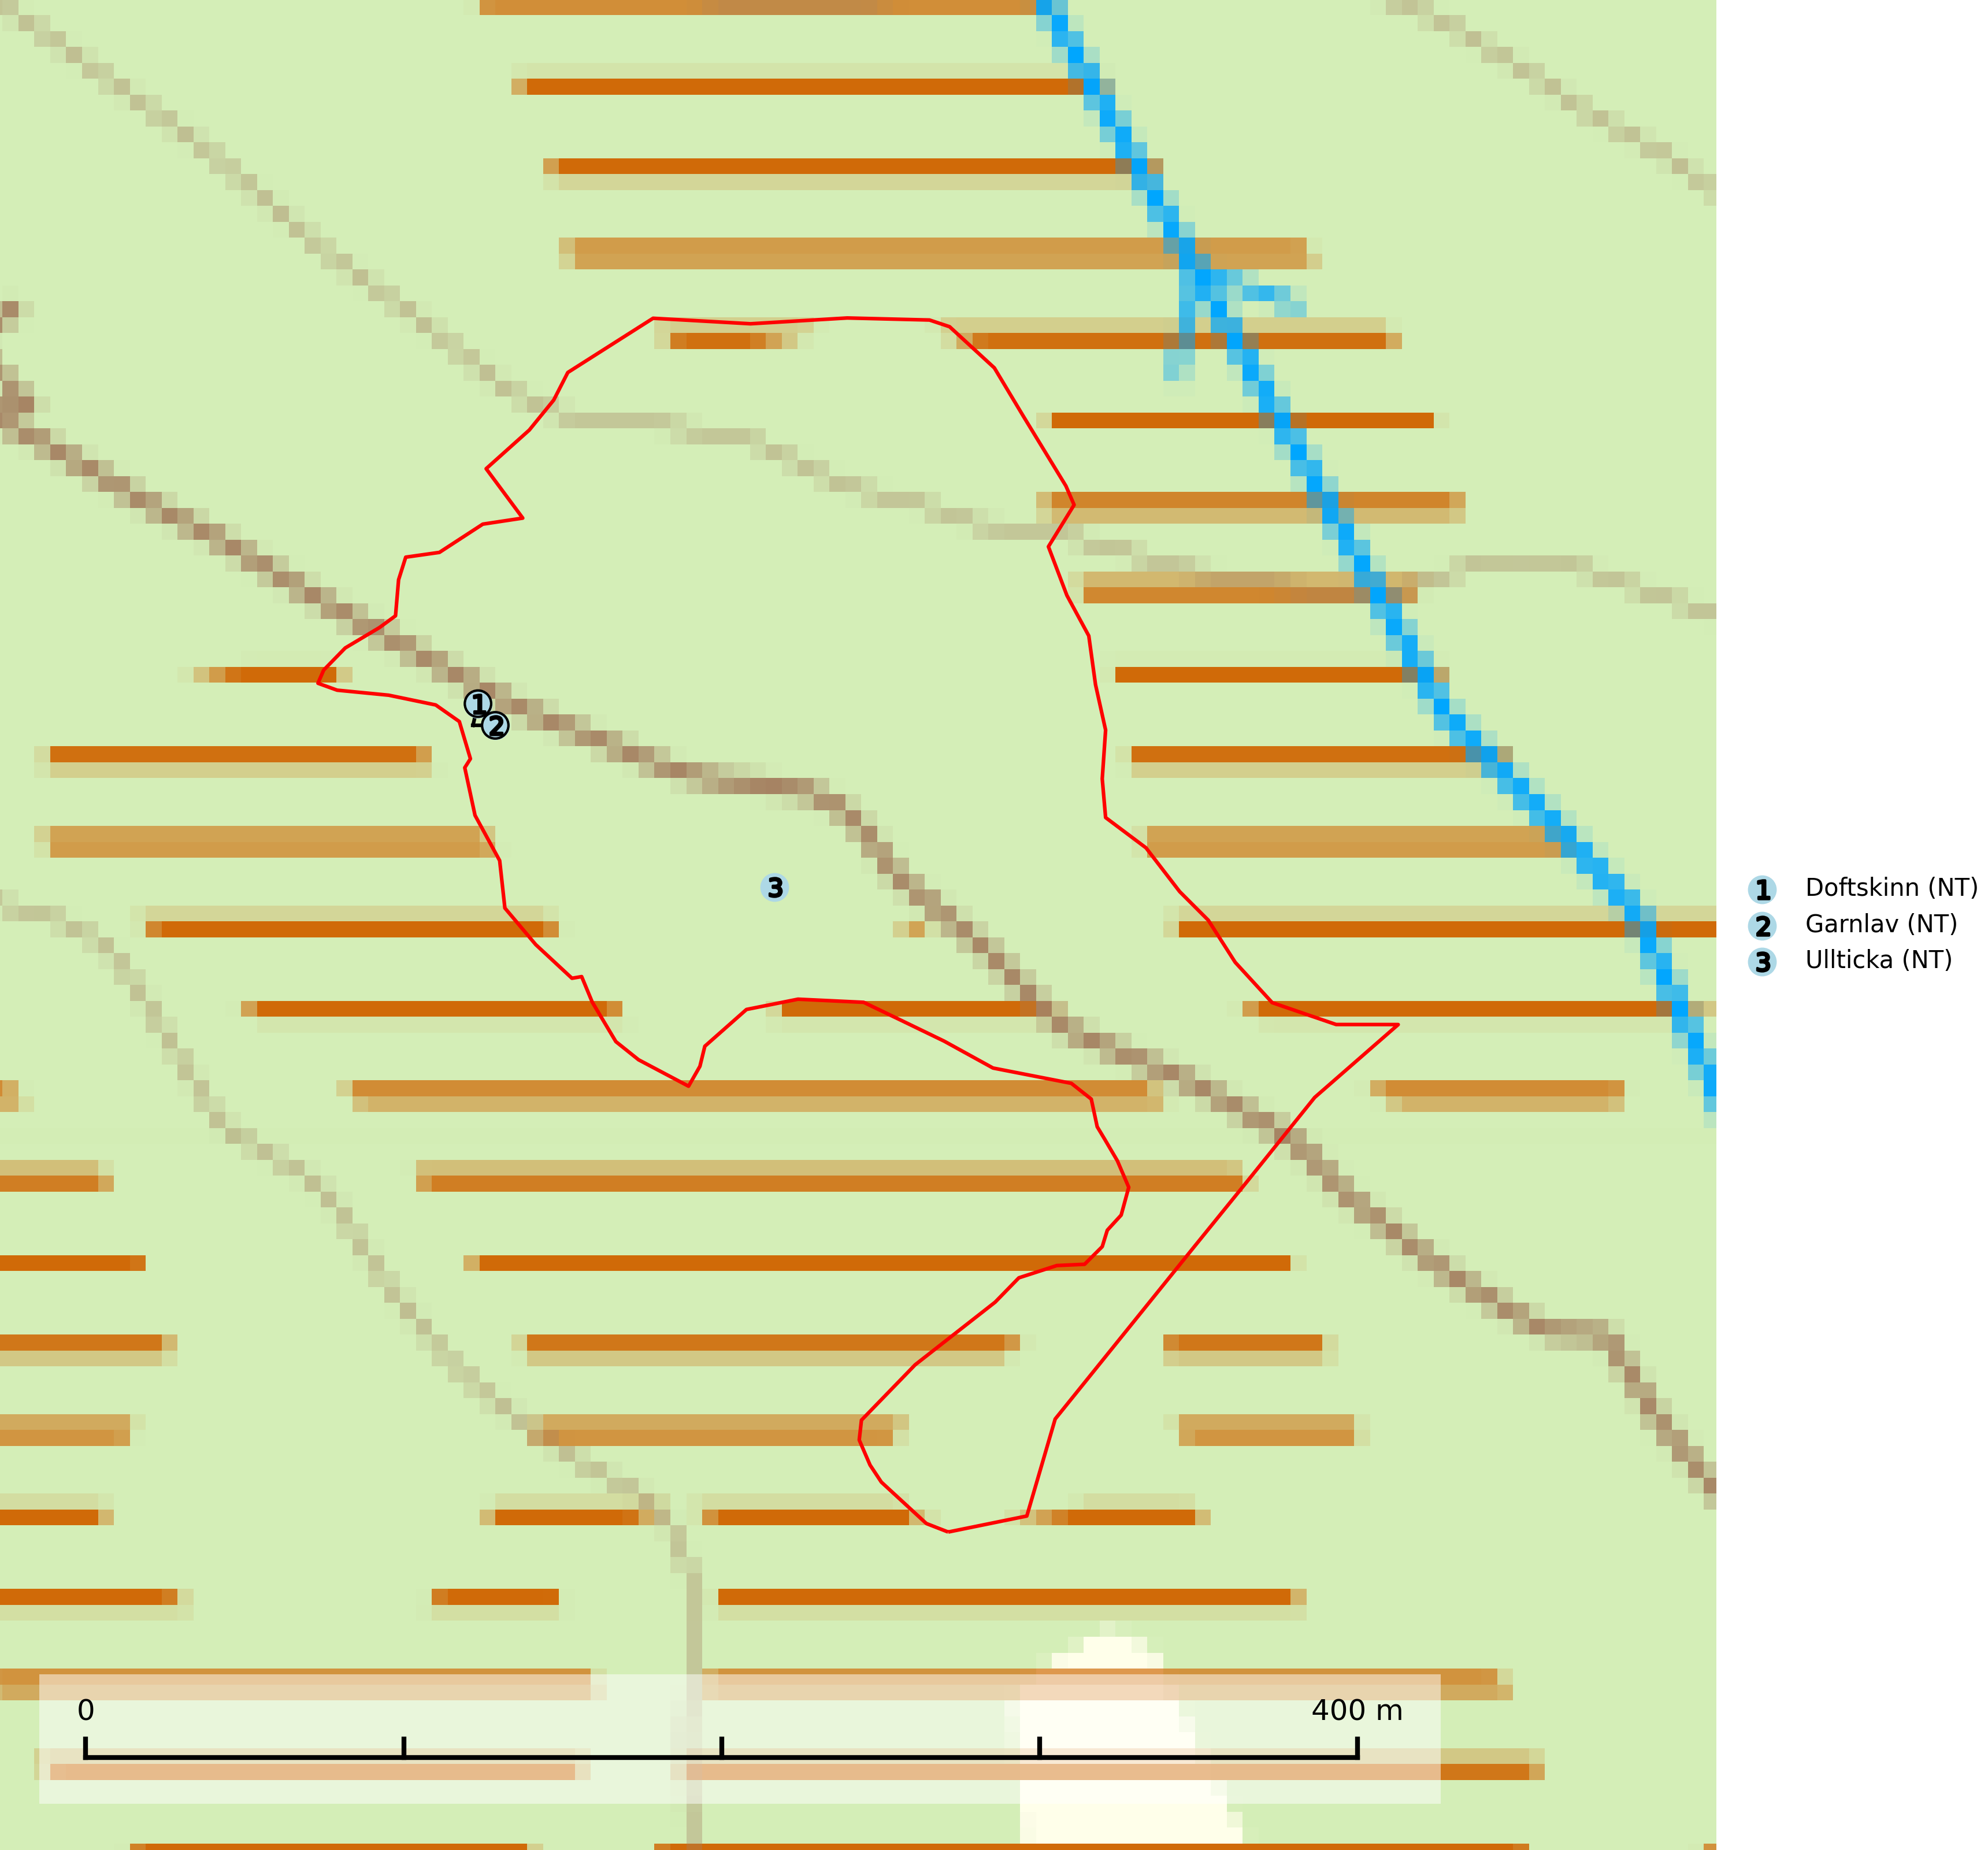 1
2
3
1 Doftskinn (NT)
2 Garnlav (NT)
3 Ullticka (NT)
0 400 m